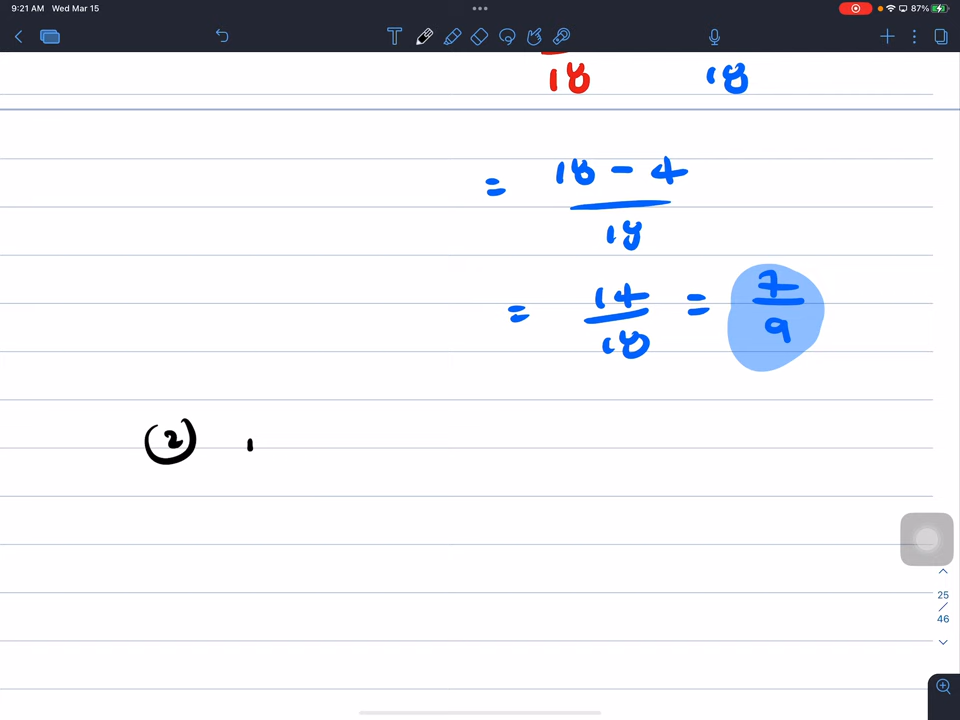 9:21 AM Wed Mar 15
87%
T
18 18
= 18 - 4
18
= 14/18 = 7/9
(2)
25
/
46